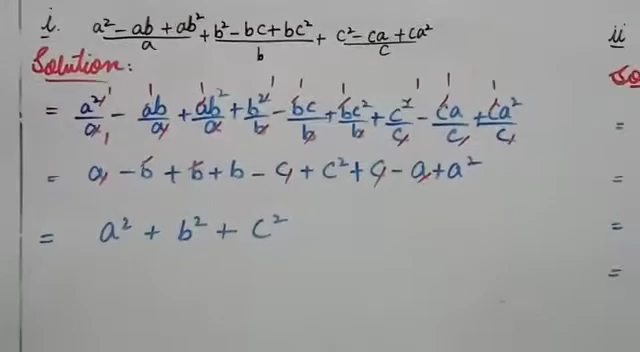 i. (a² - ab + ab²)/a + (b² - bc + bc²)/b + (c² - ca + ca²)/c
ii
Solution:
So
= a²/a - ab/a + ab²/a + b²/b - bc/b + bc²/b + c²/c - ca/c + ca²/c
=
= a - b + b + b - c + c² + c - a + a²
=
= a² + b² + c²
=
=